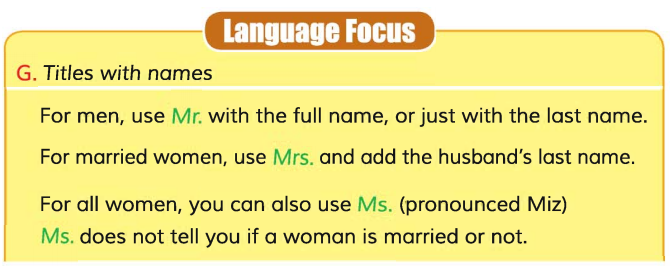 Language Focus
G. Titles with names
For men, use Mr. with the full name, or just with the last name.
For married women, use Mrs. and add the husband's last name.
For all women, you can also use Ms. (pronounced Miz)
Ms. does not tell you if a woman is married or not.